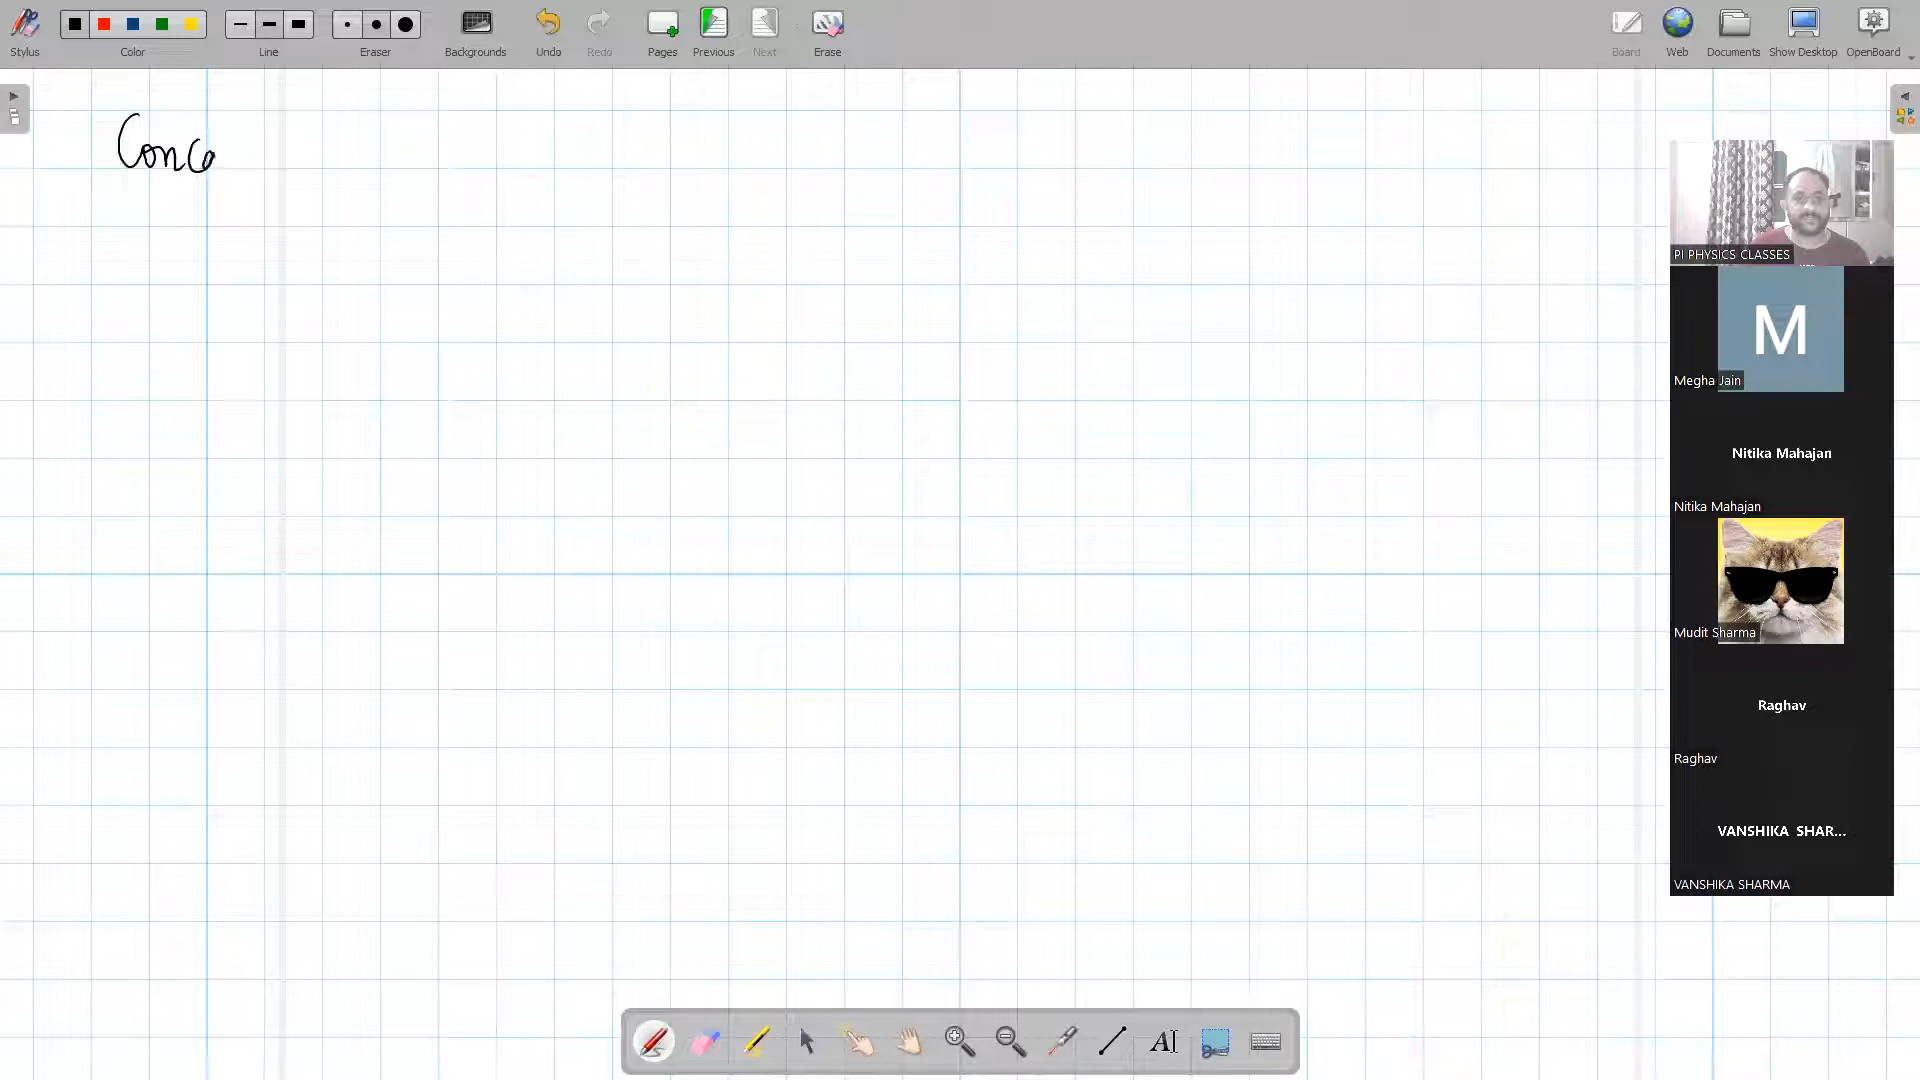 Stylus
Color
Line
Eraser
Backgrounds
Undo
Redo
Pages
Previous
Next
Erase
Board
Web
Documents
Show Desktop
OpenBoard
Conc
PI PHYSICS CLASSES
M
Megha Jain
Nitika Mahajan
Nitika Mahajan
Mudit Sharma
Raghav
Raghav
VANSHIKA SHAR...
VANSHIKA SHARMA